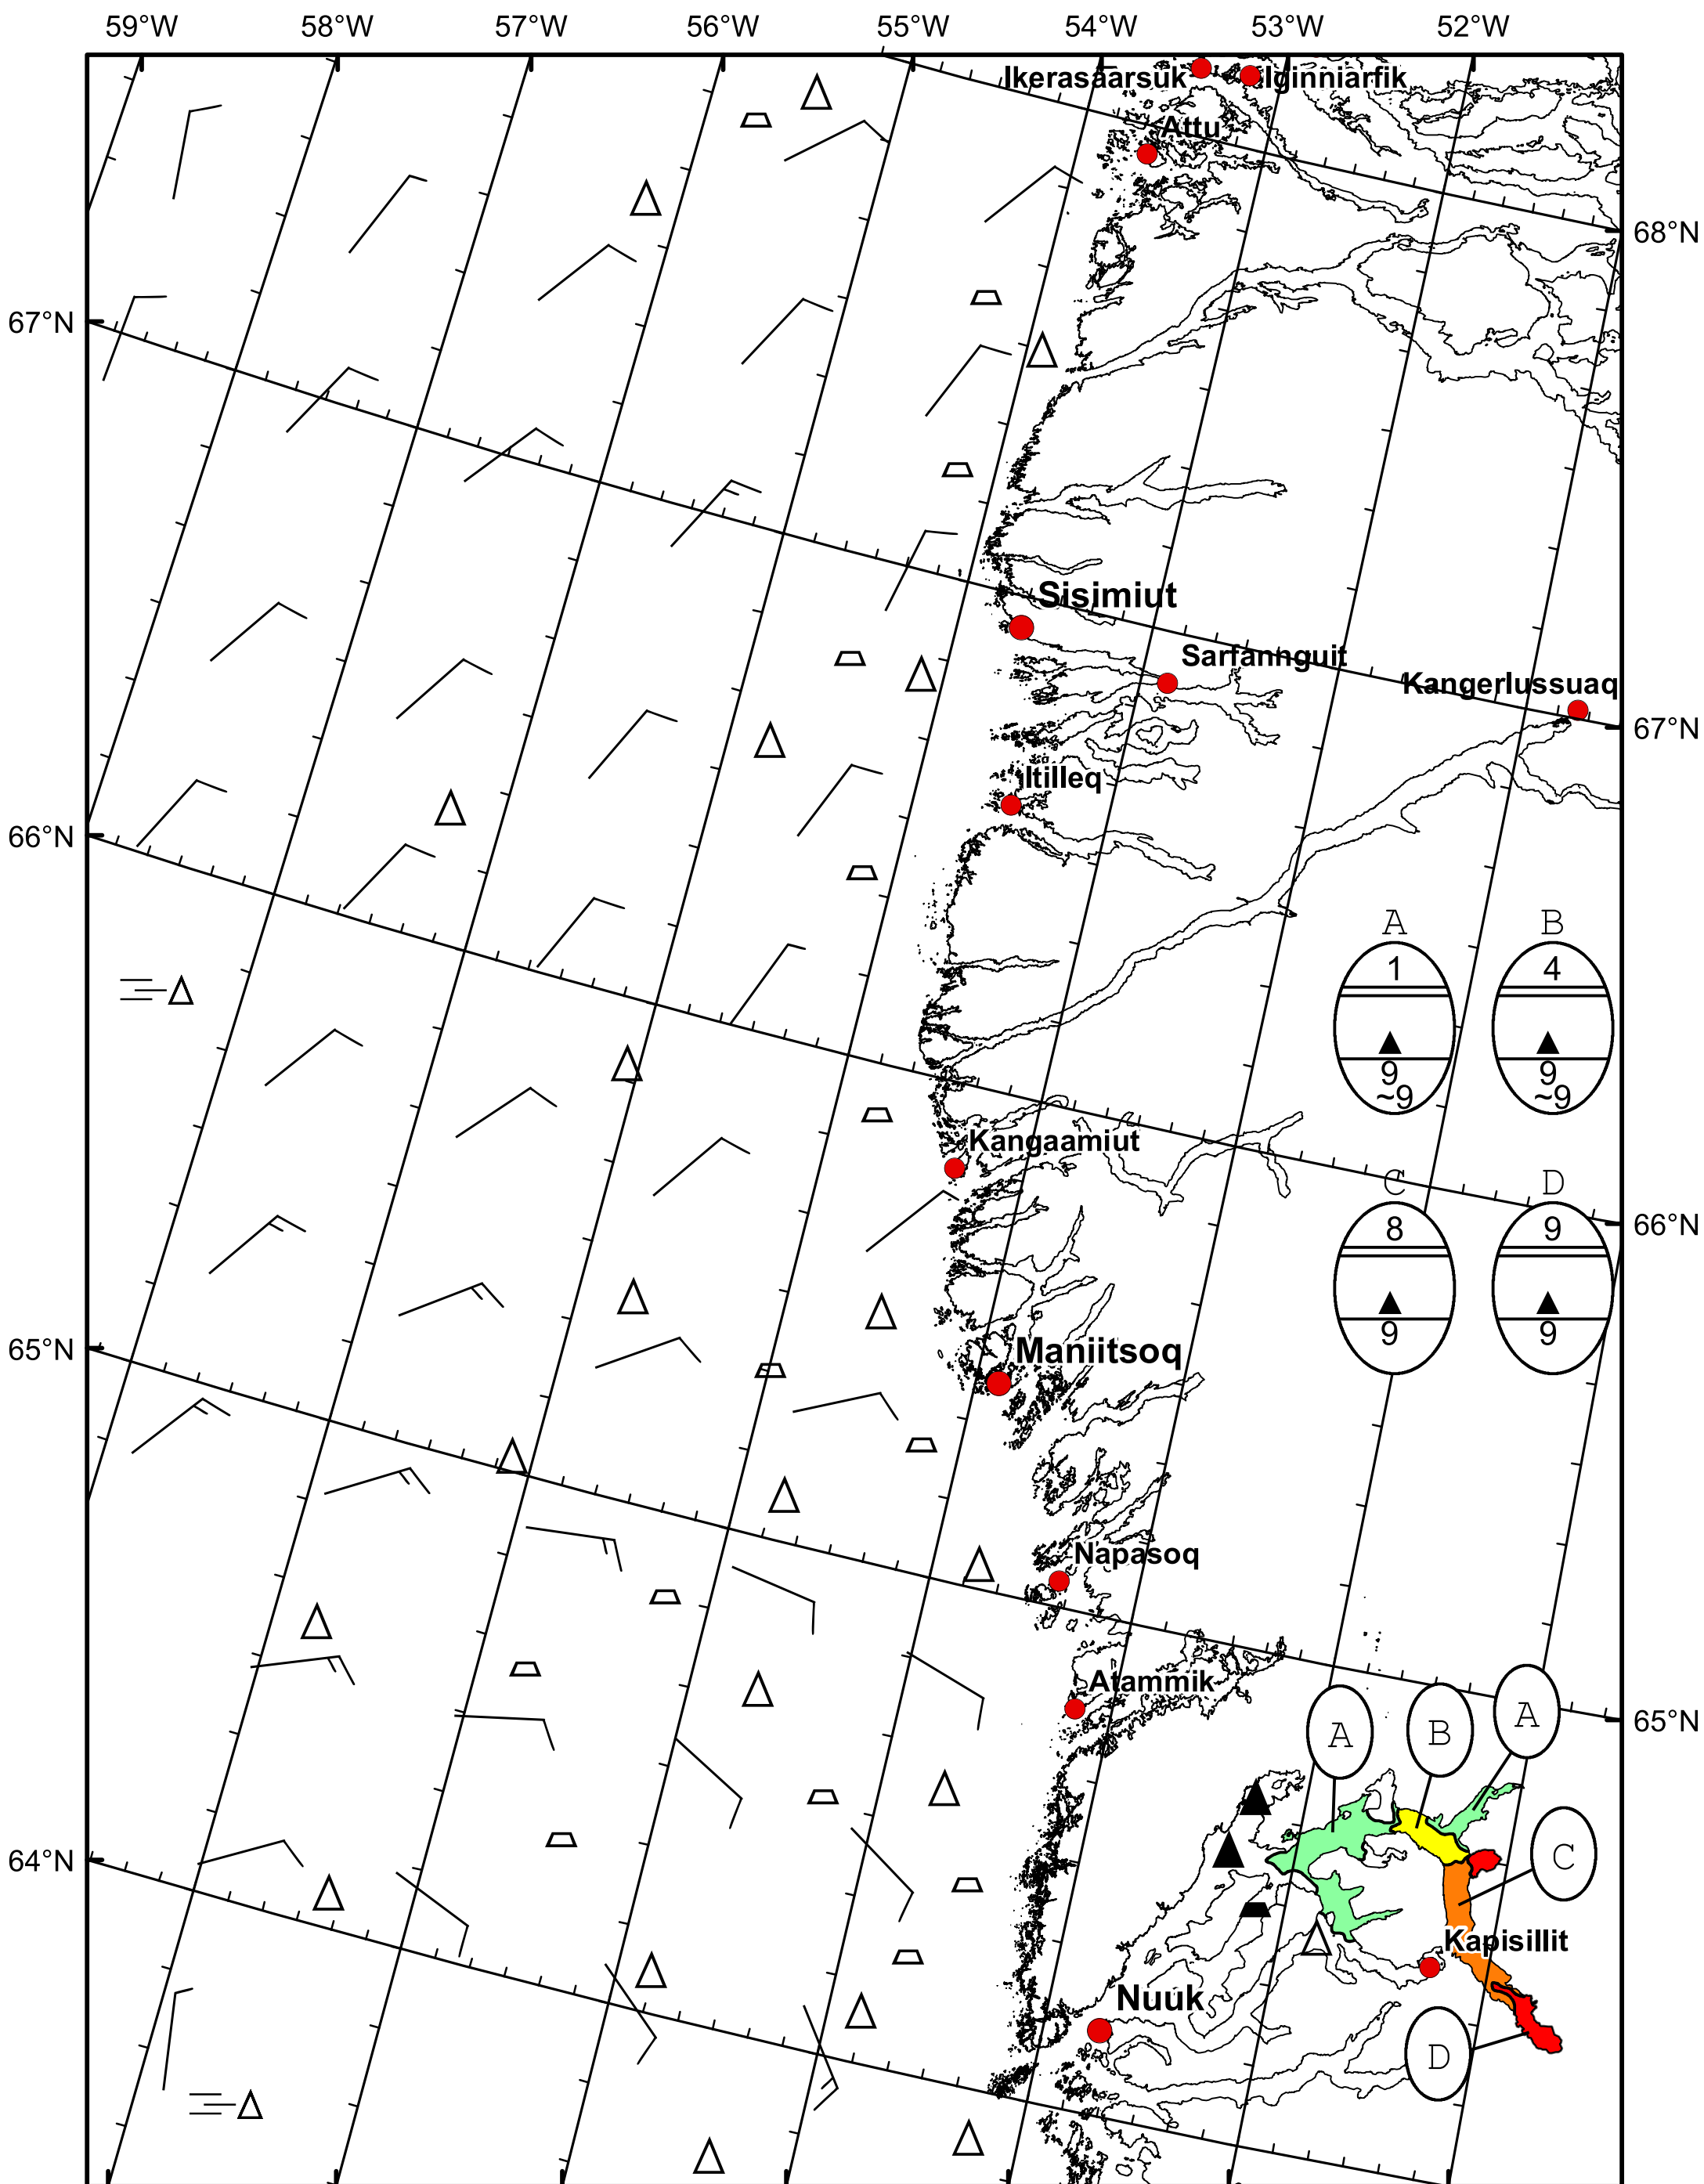 59°W 58°W 57°W 56°W 55°W 54°W 53°W 52°W
Ikerasaarsuk Iginniarfik
Attu
68°N
67°N
Sisimiut
Sarfannguit
Kangerlussuaq
67°N
Itilleq
66°N
A B
1 4
9 9
~9 ~9
Kangaamiut
C D
8 9
66°N
9 9
65°N
Maniitsoq
Napasoq
Atammik
A B A
65°N
64°N
C
Kapisillit
Nuuk
D